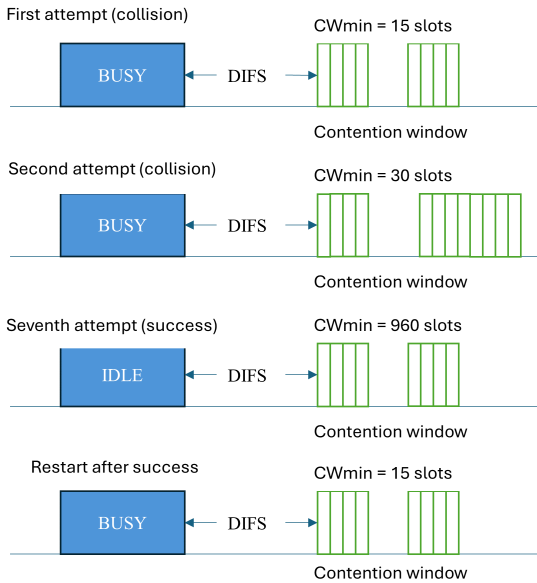 First attempt (collision)
CWmin = 15 slots
BUSY
DIFS
Contention window
Second attempt (collision)
CWmin = 30 slots
BUSY
DIFS
Contention window
Seventh attempt (success)
CWmin = 960 slots
IDLE
DIFS
Contention window
Restart after success
CWmin = 15 slots
BUSY
DIFS
Contention window